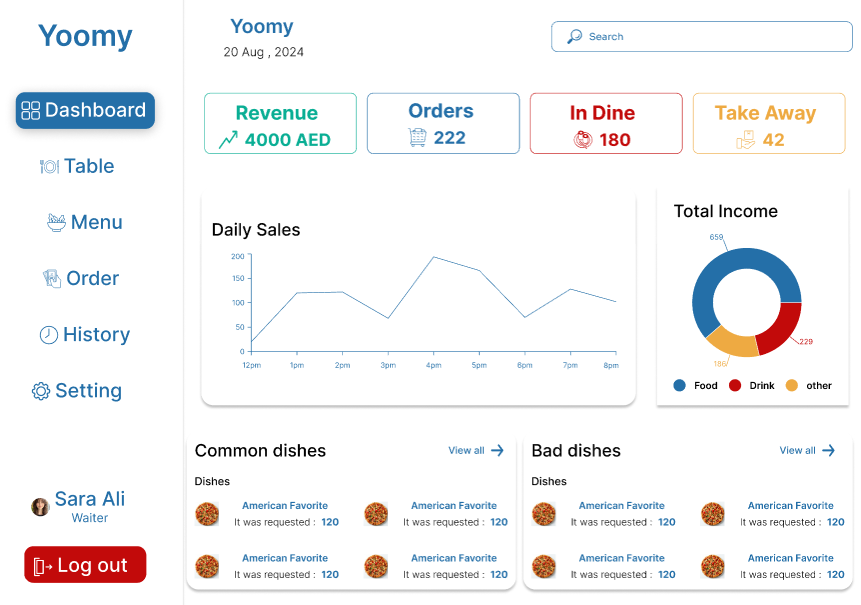 Yoomy
Dashboard
Table
Menu
Order
History
Setting
Sara Ali
Waiter
Log out
Yoomy
20 Aug , 2024
Search
Revenue
4000 AED
Orders
222
In Dine
180
Take Away
42
Daily Sales
200
150
100
50
0
12pm 1pm 2pm 3pm 4pm 5pm 6pm 7pm 8pm
Total Income
659
229
186
Food Drink other
Common dishes View all
Dishes
American Favorite American Favorite
It was requested : 120 It was requested : 120
American Favorite American Favorite
It was requested : 120 It was requested : 120
Bad dishes View all
Dishes
American Favorite American Favorite
It was requested : 120 It was requested : 120
American Favorite American Favorite
It was requested : 120 It was requested : 120